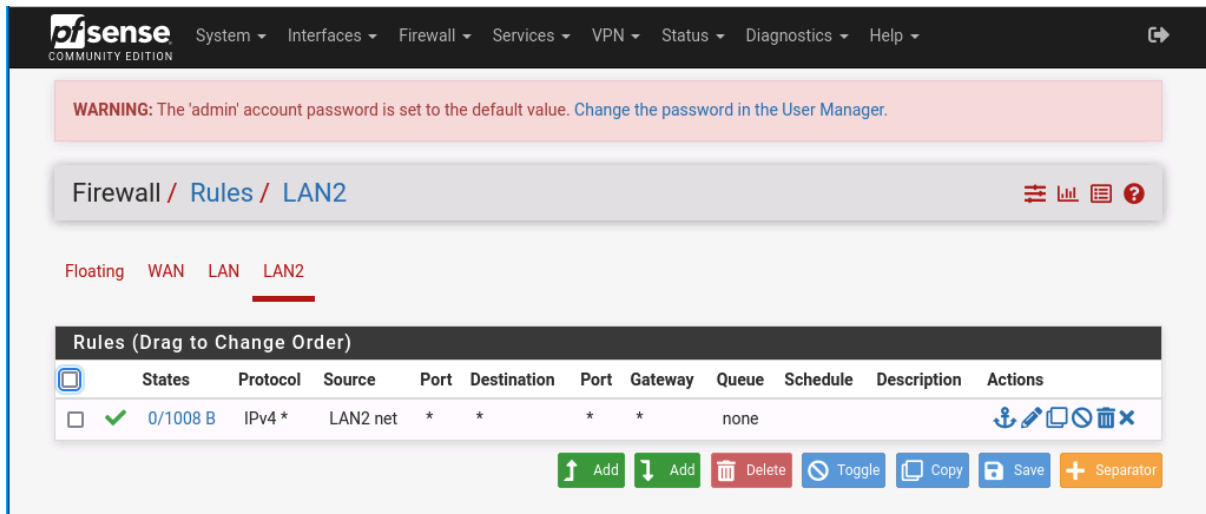 pfsense System Interfaces Firewall Services VPN Status Diagnostics Help
COMMUNITY EDITION
WARNING: The 'admin' account password is set to the default value. Change the password in the User Manager.
Firewall / Rules / LAN2
Floating WAN LAN LAN2
Rules (Drag to Change Order)
States Protocol Source Port Destination Port Gateway Queue Schedule Description Actions
0/1008 B IPv4 * LAN2 net * * * * none
Add Add Delete Toggle Copy Save Separator